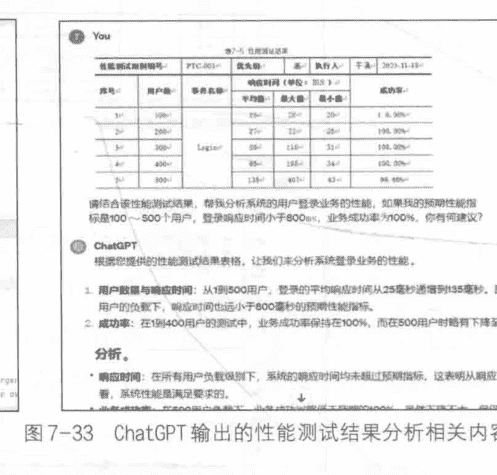 You
表7-5 性能测试结果
性能测试用例编号 PTC-001 优先级 高 执行人 于涌 2023-11-18
序号 用户数 事务名称 响应时间（单位：ms） 成功率
平均值 最大值 最小值
1 100 20
2 200 100.00%
3 300 Login 31 100.00%
4 400 34 100.00%
5 500 135 407 43
请结合该性能测试结果，帮我分析系统的用户登录业务的性能，如果我的预期性能指
标是100～500个用户，登录响应时间小于800ms，业务成功率为100%，你有何建议？
ChatGPT
根据您提供的性能测试结果表格，让我们来分析系统登录业务的性能。
1. 用户数量与响应时间：从1到500用户，登录的平均响应时间从25毫秒递增到135毫秒。
用户的负载下，响应时间也远小于800毫秒的预期性能指标。
2. 成功率：在1到400用户的测试中，业务成功率保持在100%，而在500用户时略有下降至
分析。
• 响应时间：在所有用户负载级别下，系统的响应时间均未超过预期指标，这表明从响应
看，系统性能是满足要求的。
图7-33 ChatGPT输出的性能测试结果分析相关内容